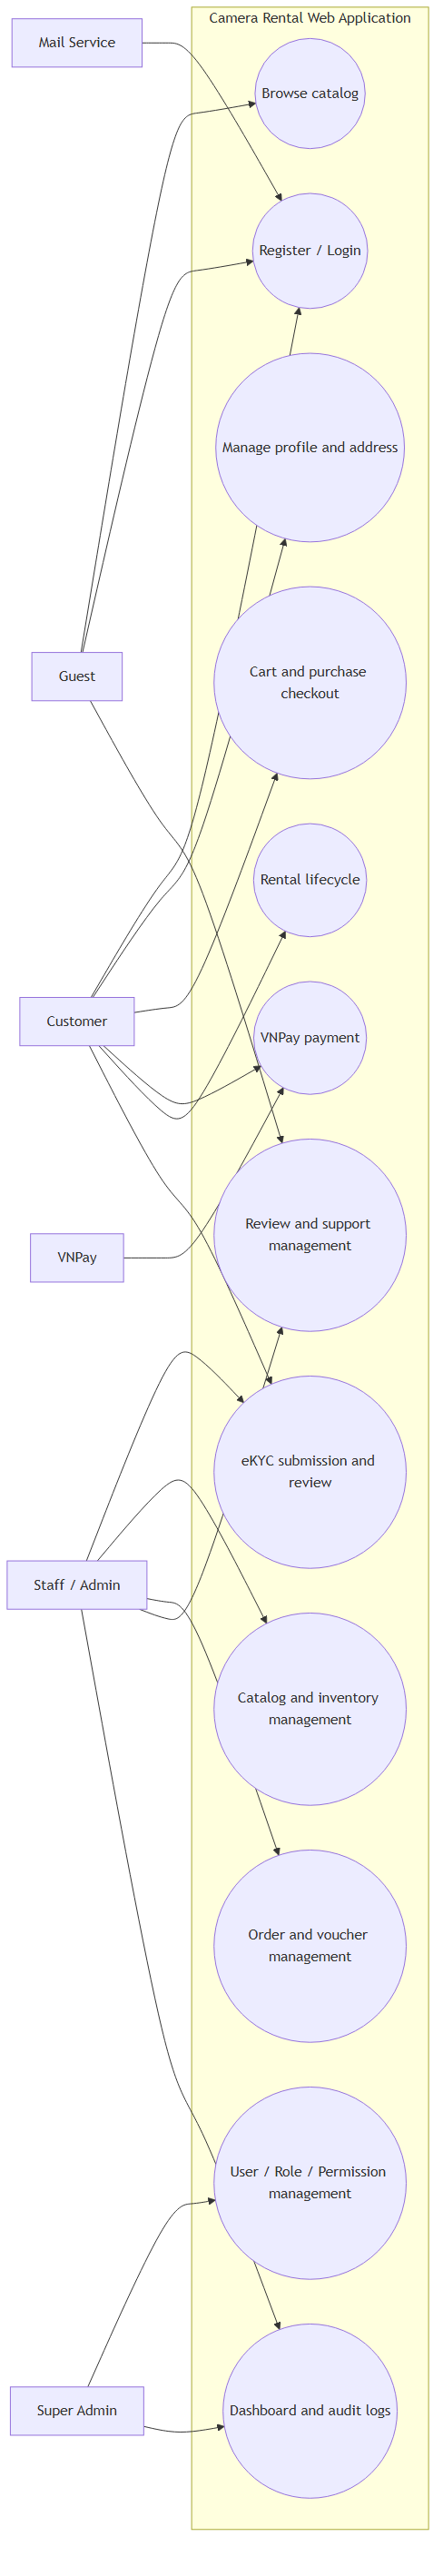 Camera Rental Web Application
Mail Service
Browse catalog
Register / Login
Manage profile and address
Guest
Cart and purchase
checkout
Rental lifecycle
Customer
VNPay payment
Review and support
management
VNPay
eKYC submission and
review
Staff / Admin
Catalog and inventory
management
Order and voucher
management
User / Role / Permission
management
Super Admin
Dashboard and audit logs